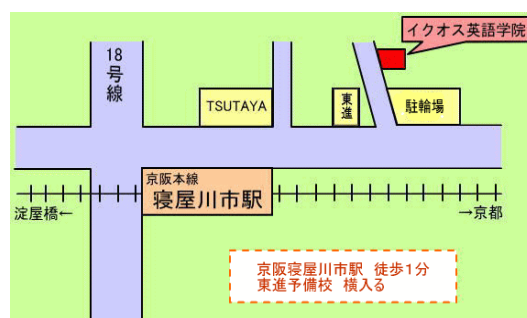 イクオス英語学院
18号線
TSUTAYA
東進
駐輪場
京阪本線
寝屋川市駅
淀屋橋←
→京都
京阪寝屋川市駅 徒歩1分
東進予備校 横入る